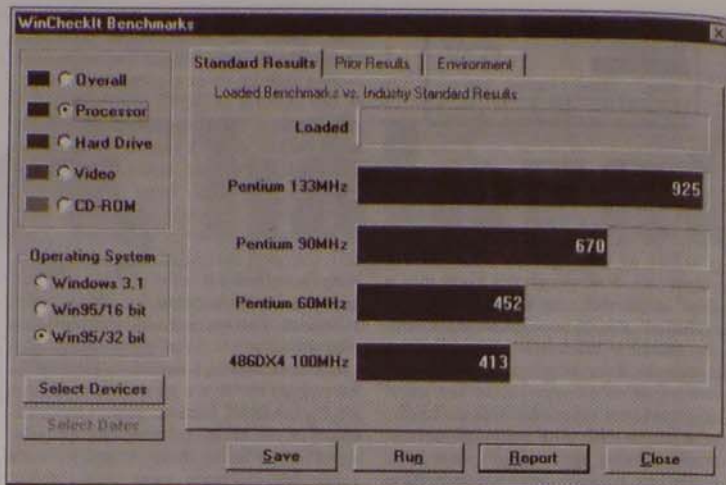 WinCheckIt Benchmarks
Overall
Processor
Hard Drive
Video
CD-ROM
Operating System
Windows 3.1
Win95/16 bit
Win95/32 bit
Select Devices
Select Dates
Standard Results
Prior Results
Environment
Loaded Benchmarks vs. Industry Standard Results
Loaded
Pentium 133MHz 925
Pentium 90MHz 670
Pentium 60MHz 452
486DX4 100MHz 413
Save
Run
Report
Close